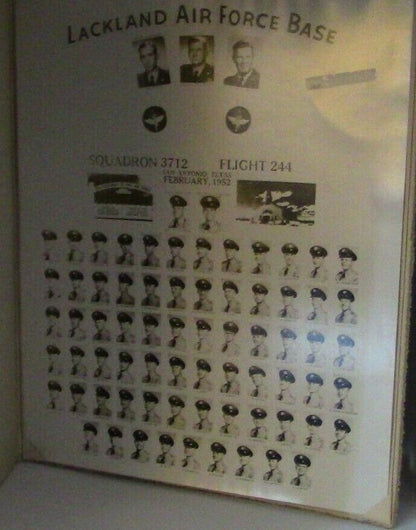 LACKLAND AIR FORCE BASE
SQUADRON 3712 FLIGHT 244
SAN ANTONIO, TEXAS
FEBRUARY, 1952